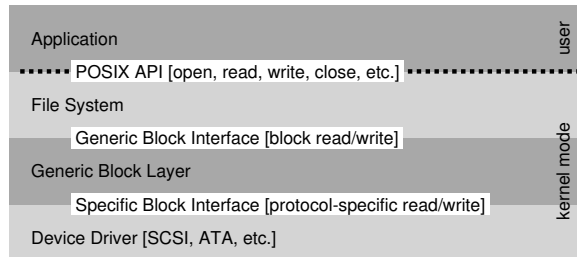 Application
user
POSIX API [open, read, write, close, etc.]
File System
Generic Block Interface [block read/write]
Generic Block Layer
kernel mode
Specific Block Interface [protocol-specific read/write]
Device Driver [SCSI, ATA, etc.]